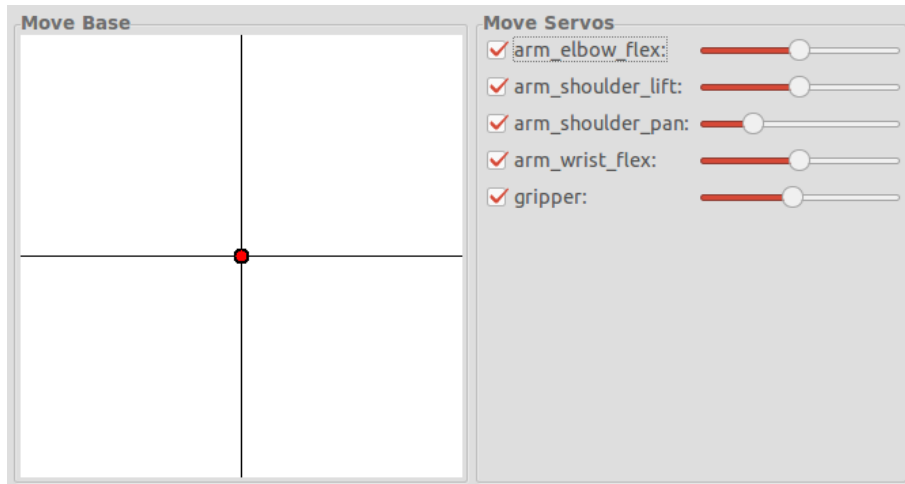 Move Base
Move Servos
arm_elbow_flex:
arm_shoulder_lift:
arm_shoulder_pan:
arm_wrist_flex:
gripper: